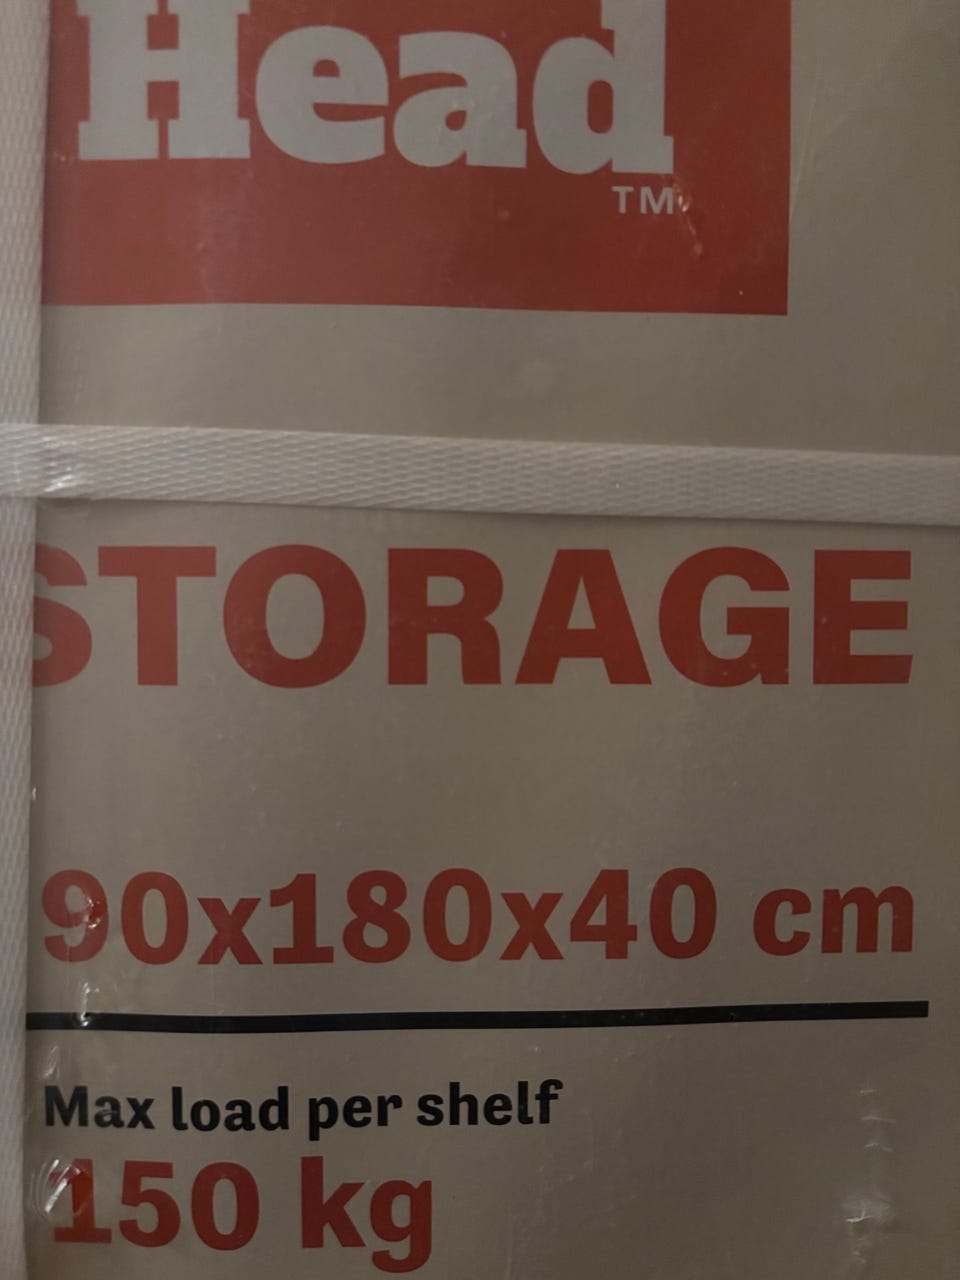 Head
TM
STORAGE
90x180x40 cm
Max load per shelf
150 kg